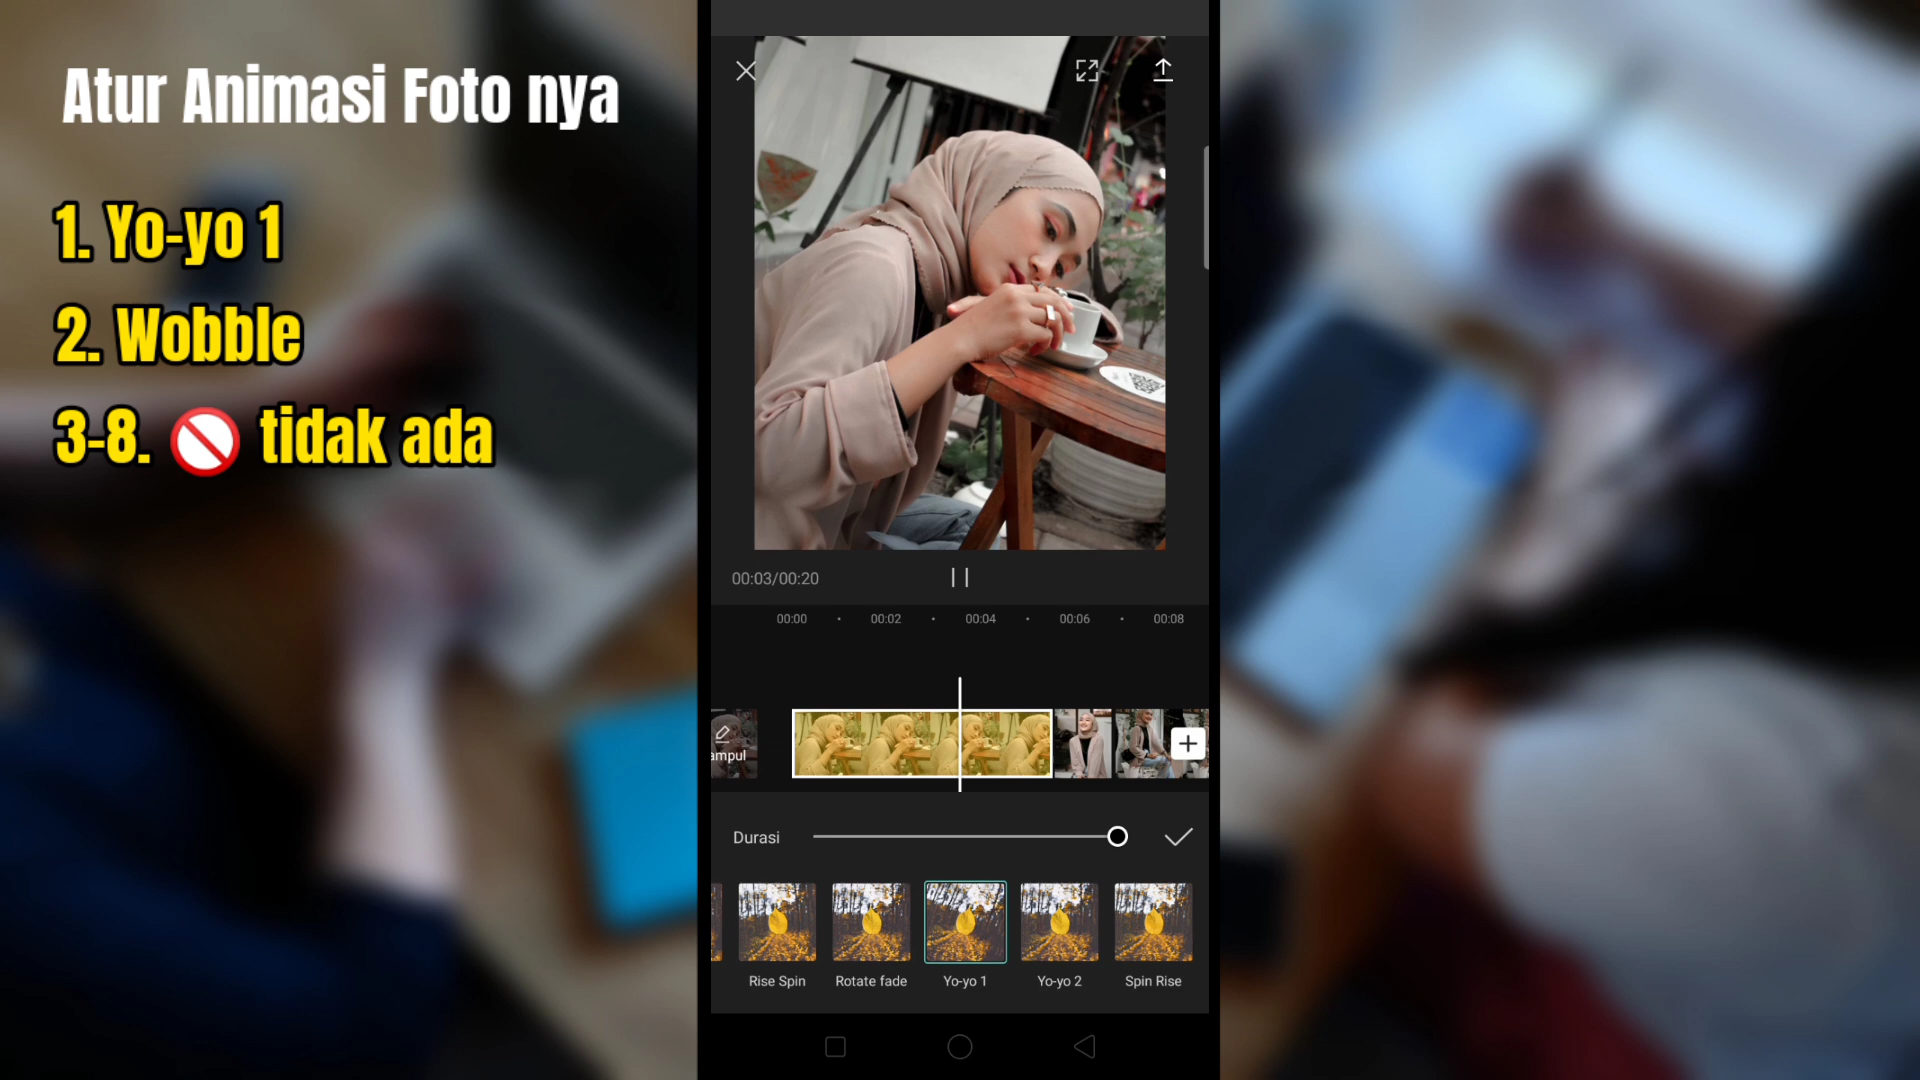 Atur Animasi Foto nya
1. Yo-yo 1
2. Wobble
3-8. 🚫 tidak ada
00:03/00:20
00:00 · 00:02 · 00:04 · 00:06 · 00:08
ampul
Durasi
Rise Spin
Rotate fade
Yo-yo 1
Yo-yo 2
Spin Rise